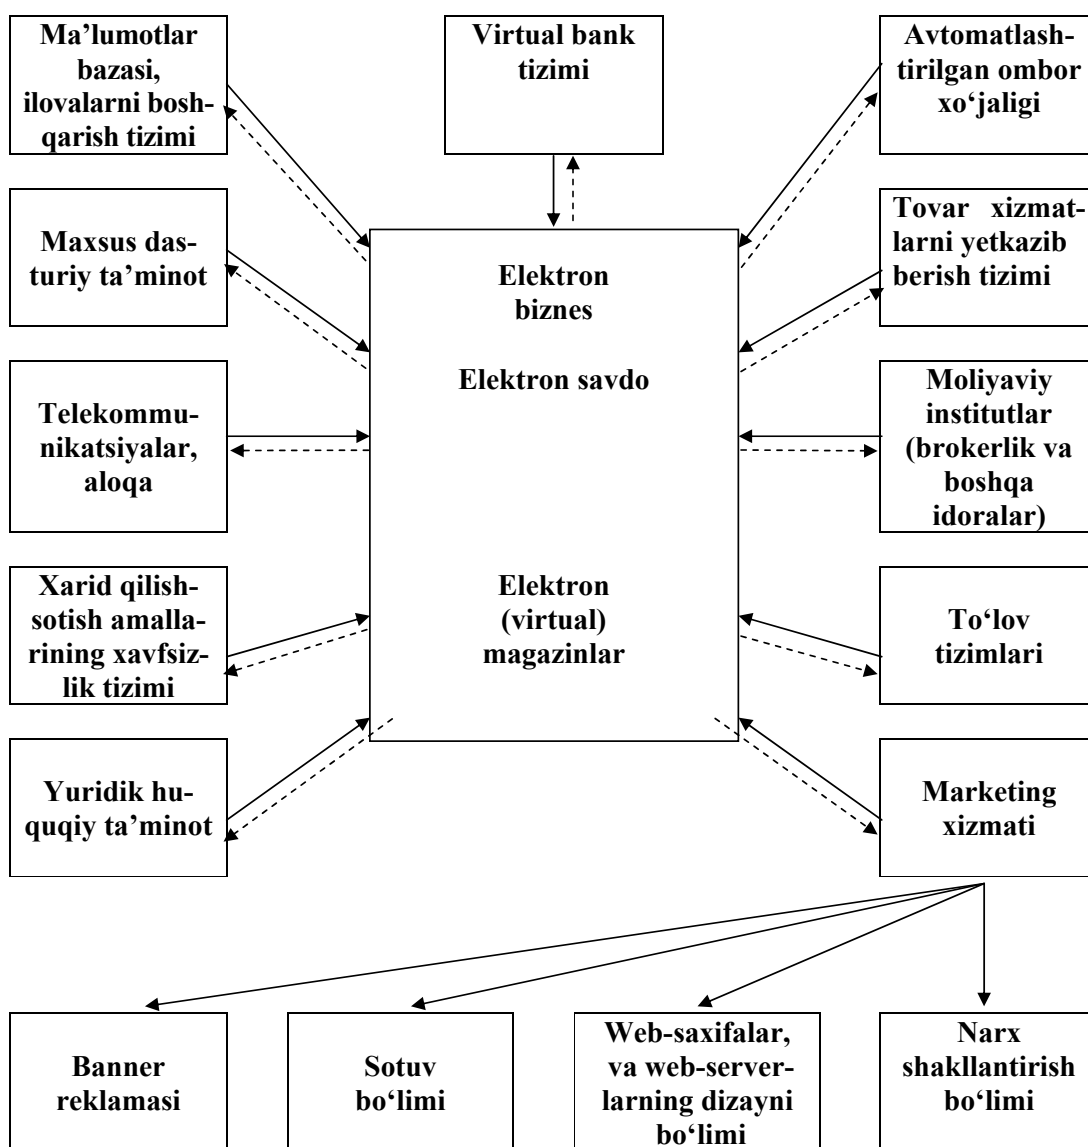 Ma’lumotlar
bazasi,
ilovalarni bosh-
qarish tizimi
Virtual bank
tizimi
Avtomatlash-
tirilgan ombor
xo‘jaligi
Maxsus das-
turiy ta’minot
Elektron
biznes
Elektron savdo
Tovar xizmat-
larni yetkazib
berish tizimi
Telekommu-
nikatsiyalar,
aloqa
Moliyaviy
institutlar
(brokerlik va
boshqa
idoralar)
Xarid qilish-
sotish amalla-
rining xavfsiz-
lik tizimi
Elektron
(virtual)
magazinlar
To‘lov
tizimlari
Yuridik hu-
quqiy ta’minot
Marketing
xizmati
Banner
reklamasi
Sotuv
bo‘limi
Web-saxifalar,
va web-server-
larning dizayni
bo‘limi
Narx
shakllantirish
bo‘limi